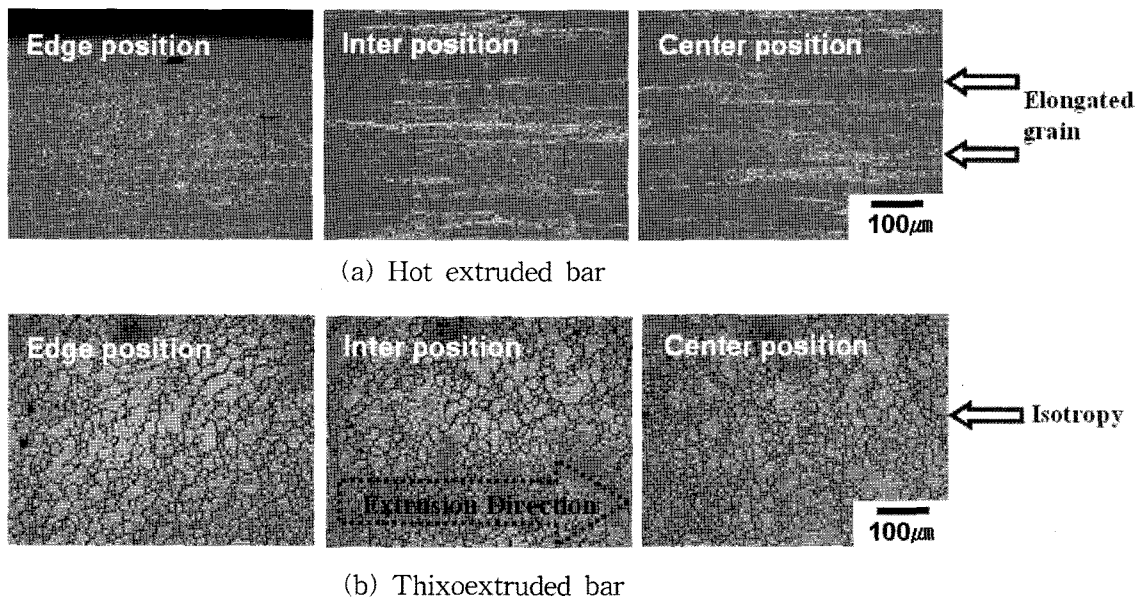 Edge position
Inter position
Center position
Elongated
grain
100㎛
(a) Hot extruded bar
Edge position
Inter position
Center position
Isotropy
Extrusion Direction
100㎛
(b) Thixoextruded bar